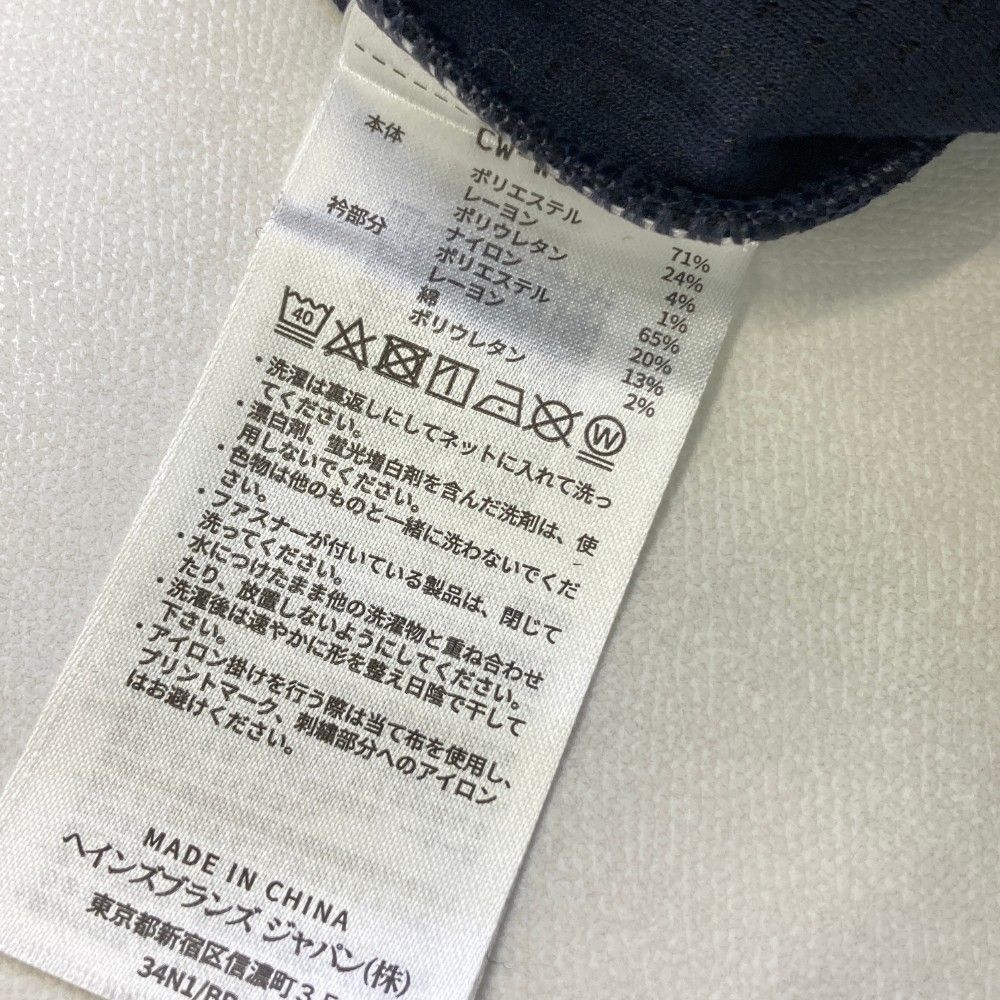 CW
本体 ポリエステル 71%
レーヨン 24%
ポリウレタン 4%
ナイロン 1%
衿部分 ポリエステル 65%
レーヨン 20%
綿 13%
ポリウレタン 2%
40
W
・洗濯は裏返しにしてネットに入れて洗っ
てください。
・漂白剤、蛍光増白剤を含んだ洗剤は、使
用しないでください。
・色物は他のものと一緒に洗わないでくだ
さい。
・ファスナーが付いている製品は、閉じて
洗ってください。
・水につけたまま他の洗濯物と重ね合わせ
たり、放置しないようにしてください。
・洗濯後は速やかに形を整え日陰で干して
下さい。
・アイロン掛けを行う際は当て布を使用し、
プリントマーク、刺繍部分へのアイロン
はお避けください。
MADE IN CHINA
ヘインズブランズ ジャパン(株)
東京都新宿区信濃町35
34N1/